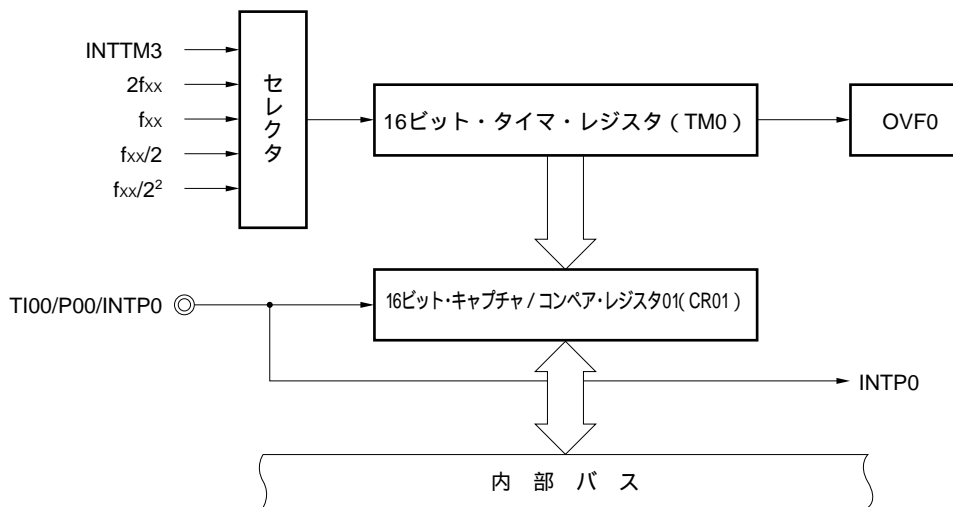 INTTM3
2fxx
fxx
fxx/2
fxx/2²
セレクタ
16ビット・タイマ・レジスタ(TM0)
OVF0
TI00/P00/INTP0
16ビット・キャプチャ/コンペア・レジスタ01(CR01)
INTP0
内 部 バ ス